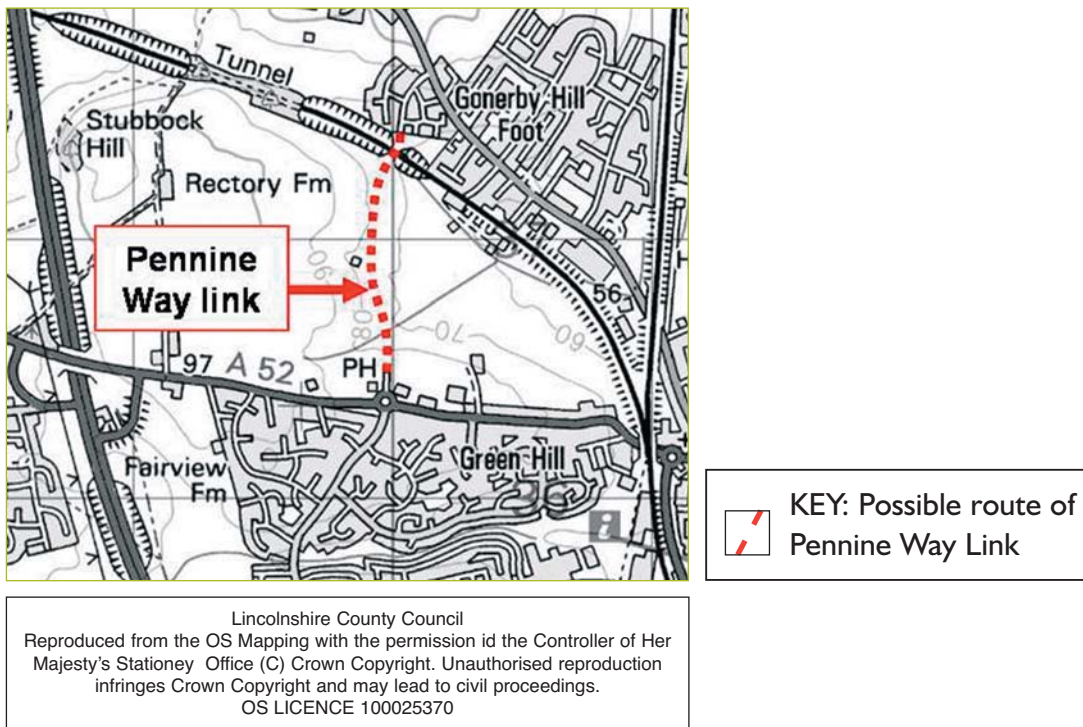 Tunnel
Gonerby Hill
Foot
Stubbock
Hill
Rectory Fm
Pennine
Way link
90
80
70
60
56
97
A 52
PH
Fairview
Fm
Green Hill
36
i
KEY: Possible route of
Pennine Way Link
Lincolnshire County Council
Reproduced from the OS Mapping with the permission id the Controller of Her
Majesty's Stationey Office (C) Crown Copyright. Unauthorised reproduction
infringes Crown Copyright and may lead to civil proceedings.
OS LICENCE 100025370